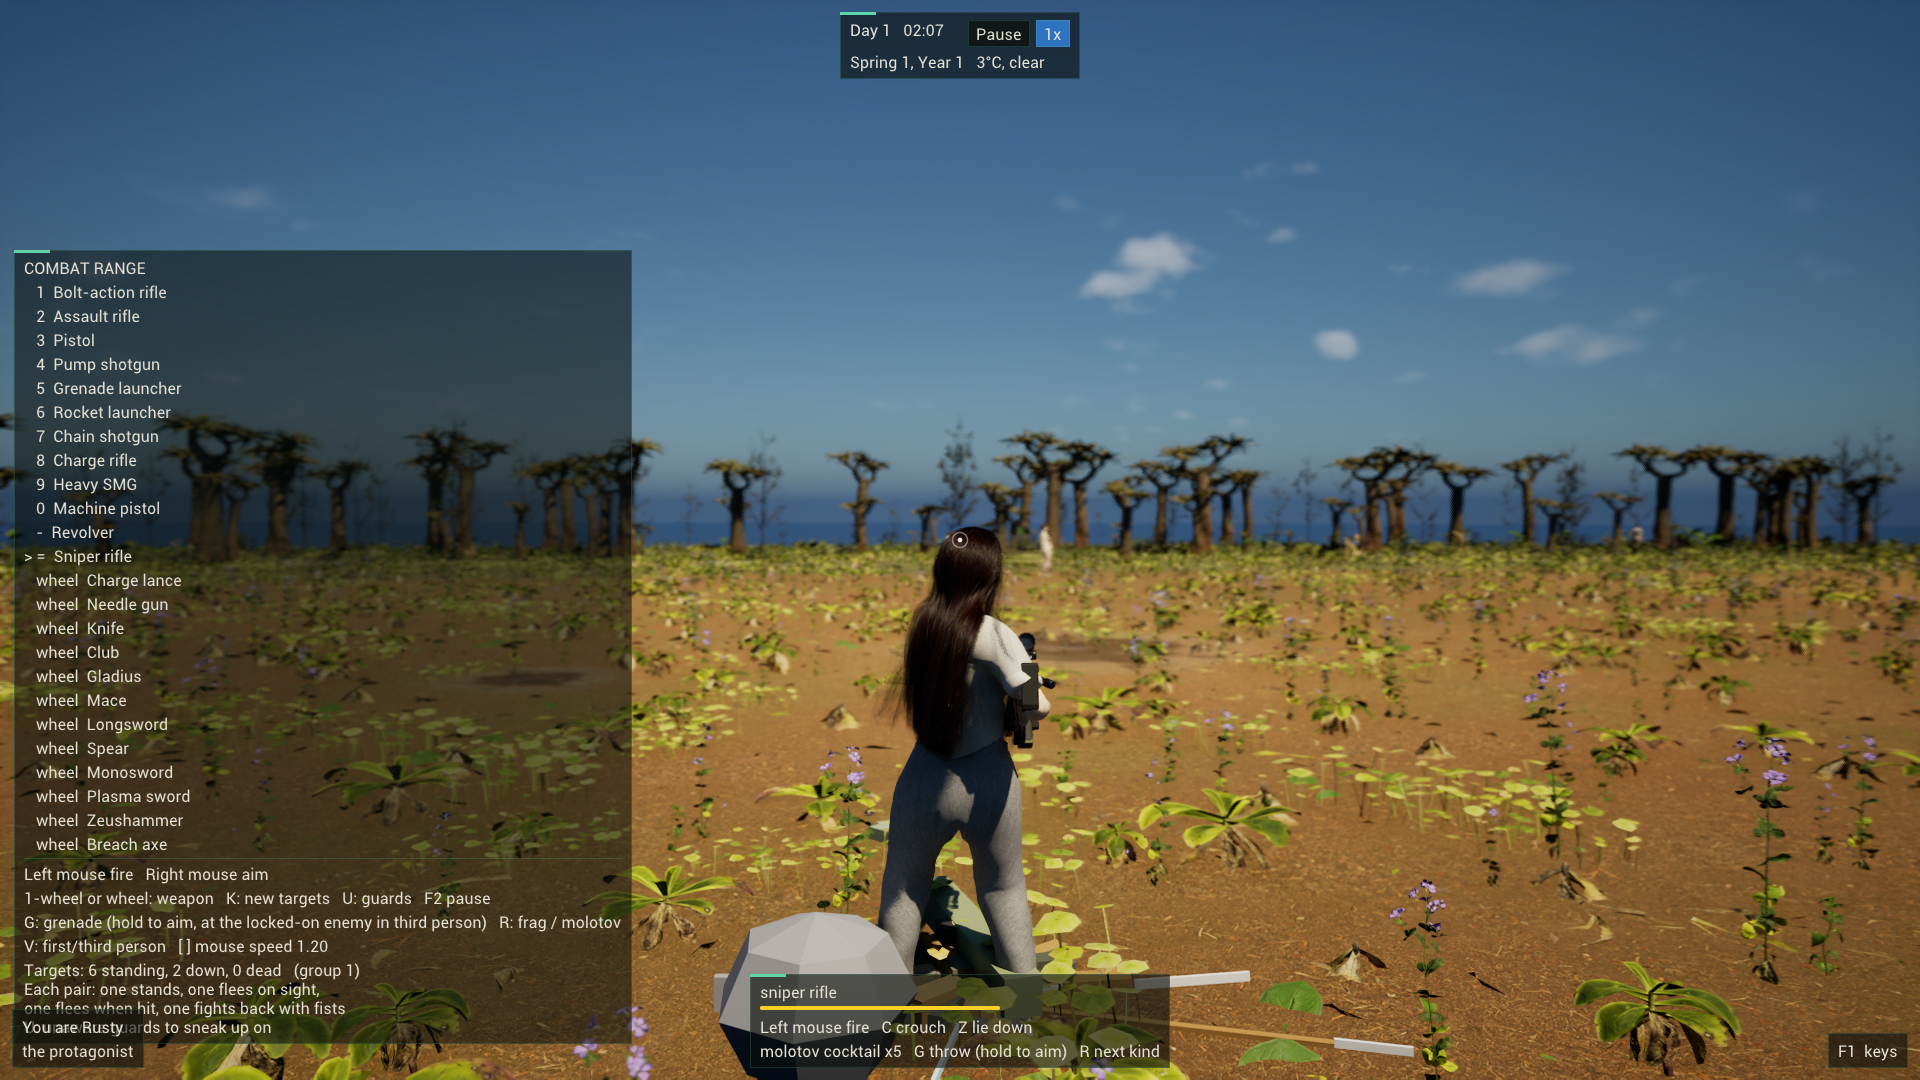 Day 1 02:07 Pause 1x
Spring 1, Year 1 3°C, clear
COMBAT RANGE
1 Bolt-action rifle
2 Assault rifle
3 Pistol
4 Pump shotgun
5 Grenade launcher
6 Rocket launcher
7 Chain shotgun
8 Charge rifle
9 Heavy SMG
0 Machine pistol
- Revolver
> = Sniper rifle
wheel Charge lance
wheel Needle gun
wheel Knife
wheel Club
wheel Gladius
wheel Mace
wheel Longsword
wheel Spear
wheel Monosword
wheel Plasma sword
wheel Zeushammer
wheel Breach axe
Left mouse fire Right mouse aim
1-wheel or wheel: weapon K: new targets U: guards F2 pause
G: grenade (hold to aim, at the locked-on enemy in third person) R: frag / molotov
V: first/third person [ ] mouse speed 1.20
Targets: 6 standing, 2 down, 0 dead (group 1)
Each pair: one stands, one flees on sight,
one flees when hit, one fights back with fists
ds to sneak up on
You are Rusty
the protagonist
sniper rifle
Left mouse fire C crouch Z lie down
molotov cocktail x5 G throw (hold to aim) R next kind
F1 keys